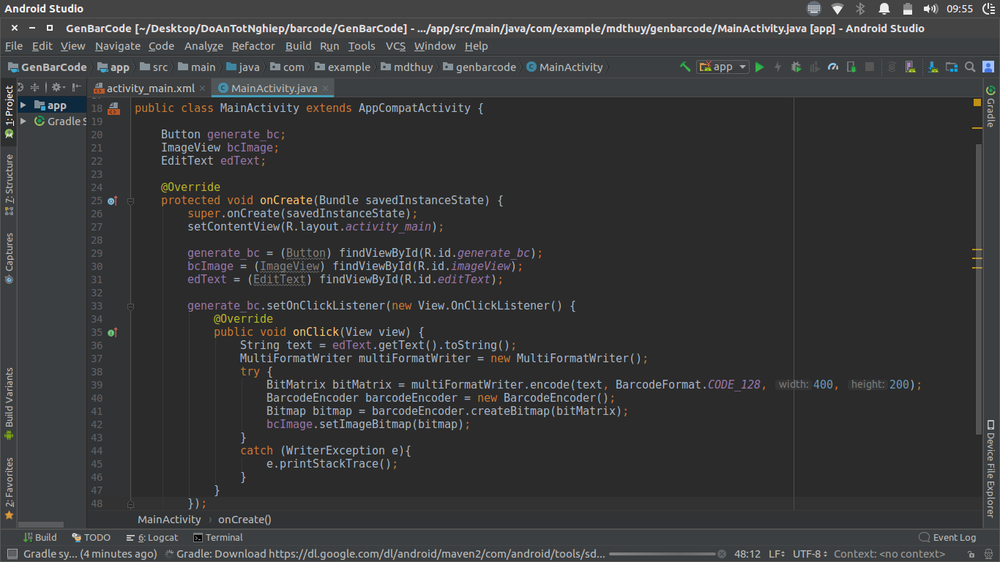 Android Studio
09:55
GenBarCode [~/Desktop/DoAnTotNghiep/barcode/GenBarCode] - .../app/src/main/java/com/example/mdthuy/genbarcode/MainActivity.java [app] - Android Studio
File Edit View Navigate Code Analyze Refactor Build Run Tools VCS Window Help
GenBarCode app src main java com example mdthuy genbarcode MainActivity
app
activity_main.xml MainActivity.java
1: Project
7: Structure
Captures
Build Variants
2: Favorites
app
Gradle S
18 public class MainActivity extends AppCompatActivity {
19
20 Button generate_bc;
21 ImageView bcImage;
22 EditText edText;
23
24 @Override
25 protected void onCreate(Bundle savedInstanceState) {
26 super.onCreate(savedInstanceState);
27 setContentView(R.layout.activity_main);
28
29 generate_bc = (Button) findViewById(R.id.generate_bc);
30 bcImage = (ImageView) findViewById(R.id.imageView);
31 edText = (EditText) findViewById(R.id.editText);
32
33 generate_bc.setOnClickListener(new View.OnClickListener() {
34 @Override
35 public void onClick(View view) {
36 String text = edText.getText().toString();
37 MultiFormatWriter multiFormatWriter = new MultiFormatWriter();
38 try {
39 BitMatrix bitMatrix = multiFormatWriter.encode(text, BarcodeFormat.CODE_128, width: 400, height: 200);
40 BarcodeEncoder barcodeEncoder = new BarcodeEncoder();
41 Bitmap bitmap = barcodeEncoder.createBitmap(bitMatrix);
42 bcImage.setImageBitmap(bitmap);
43 }
44 catch (WriterException e){
45 e.printStackTrace();
46 }
47 }
48 });
Gradle
Device File Explorer
MainActivity › onCreate()
Build TODO 6: Logcat Terminal Event Log
Gradle sy... (4 minutes ago) Gradle: Download https://dl.google.com/dl/android/maven2/com/android/tools/sd... 48:12 LF UTF-8 Context: <no context>